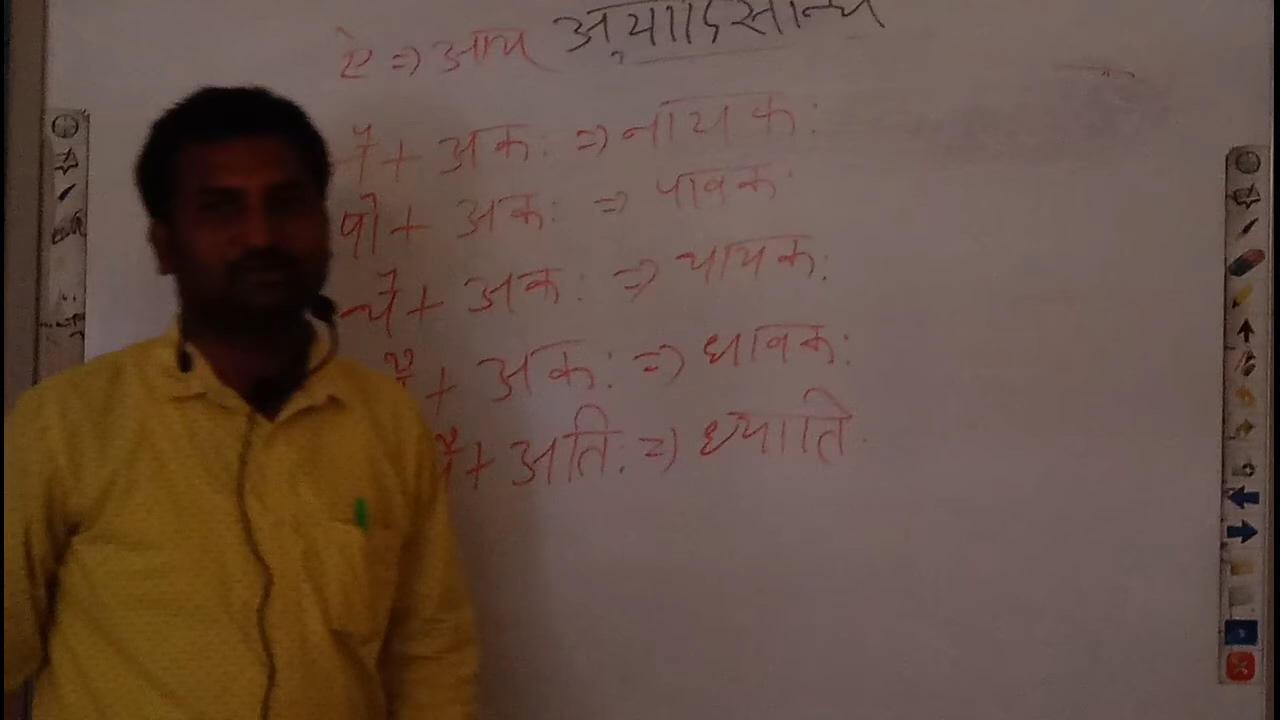 अयादिसन्धि
ऐ => आय
नै + अकः => नायकः
पौ + अकः => पावकः
+ अकः => चायकः
+ अकः => धावकः
+ अतिः => ध्याति